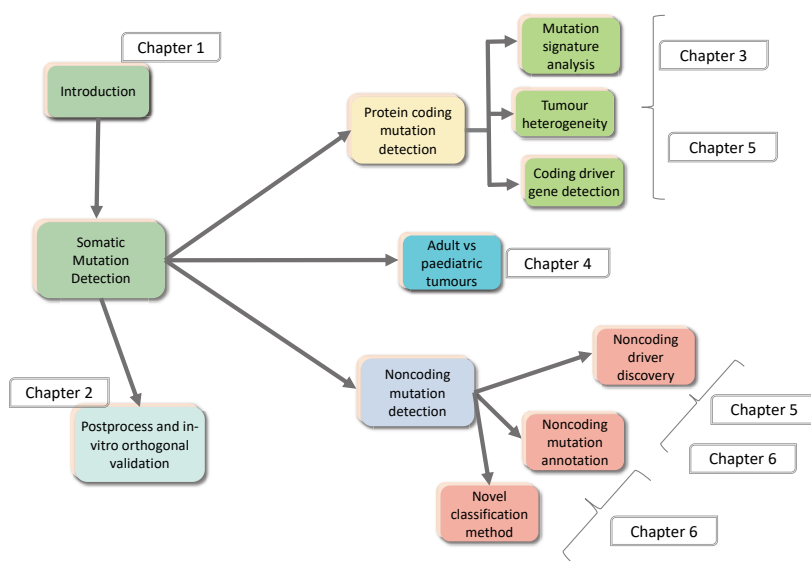 Chapter 1
Introduction
Mutation
signature
analysis
Chapter 3
Protein coding
mutation
detection
Tumour
heterogeneity
Chapter 5
Coding driver
gene detection
Somatic
Mutation
Detection
Adult vs
paediatric
tumours
Chapter 4
Chapter 2
Postprocess and in-
vitro orthogonal
validation
Noncoding
mutation
detection
Noncoding
driver
discovery
Chapter 5
Noncoding
mutation
annotation
Chapter 6
Novel
classification
method
Chapter 6